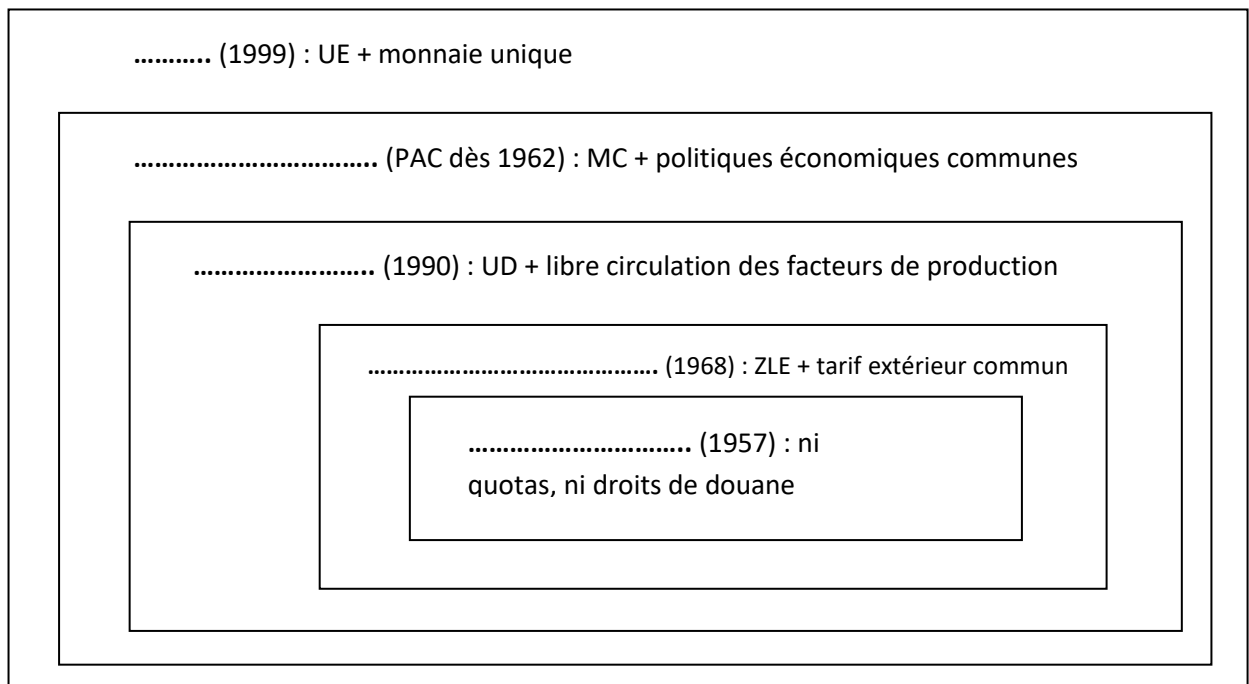 ……….. (1999) : UE + monnaie unique
…………………………….. (PAC dès 1962) : MC + politiques économiques communes
…………………….. (1990) : UD + libre circulation des facteurs de production
……………………………………. (1968) : ZLE + tarif extérieur commun
………………………….. (1957) : ni
quotas, ni droits de douane